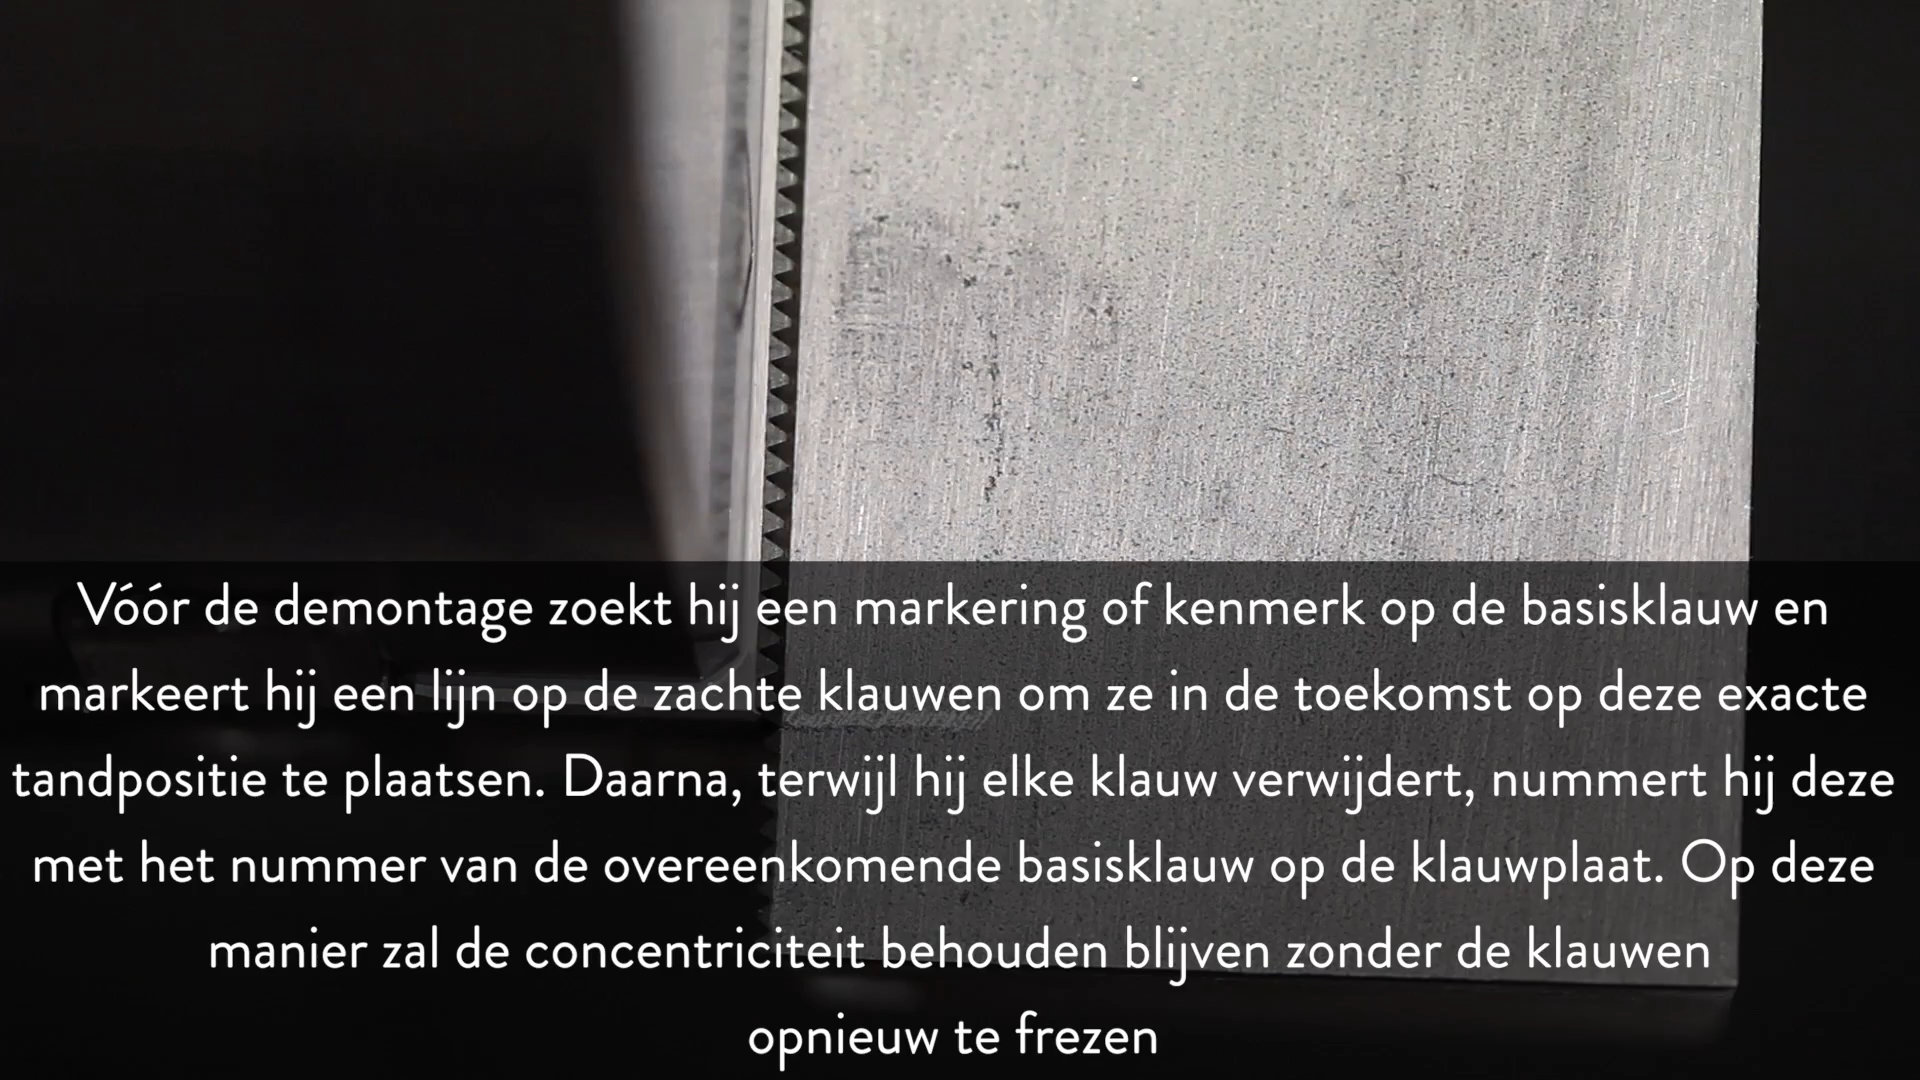 Vóór de demontage zoekt hij een markering of kenmerk op de basisklauw en
markeert hij een lijn op de zachte klauwen om ze in de toekomst op deze exacte
tandpositie te plaatsen. Daarna, terwijl hij elke klauw verwijdert, nummert hij deze
met het nummer van de overeenkomende basisklauw op de klauwplaat. Op deze
manier zal de concentriciteit behouden blijven zonder de klauwen
opnieuw te frezen